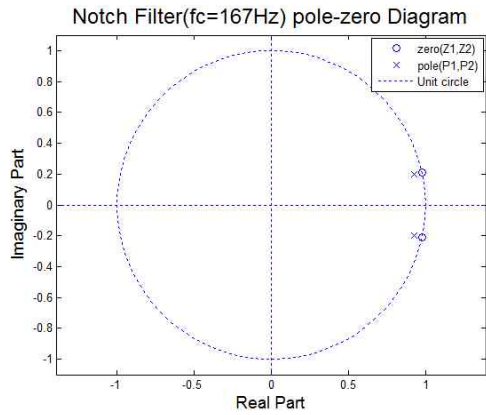 Notch Filter(fc=167Hz) pole-zero Diagram
zero(Z1,Z2)
pole(P1,P2)
Unit circle
1
0.8
0.6
0.4
0.2
0
-0.2
-0.4
-0.6
-0.8
-1
Imaginary Part
-1
-0.5
0
0.5
1
Real Part